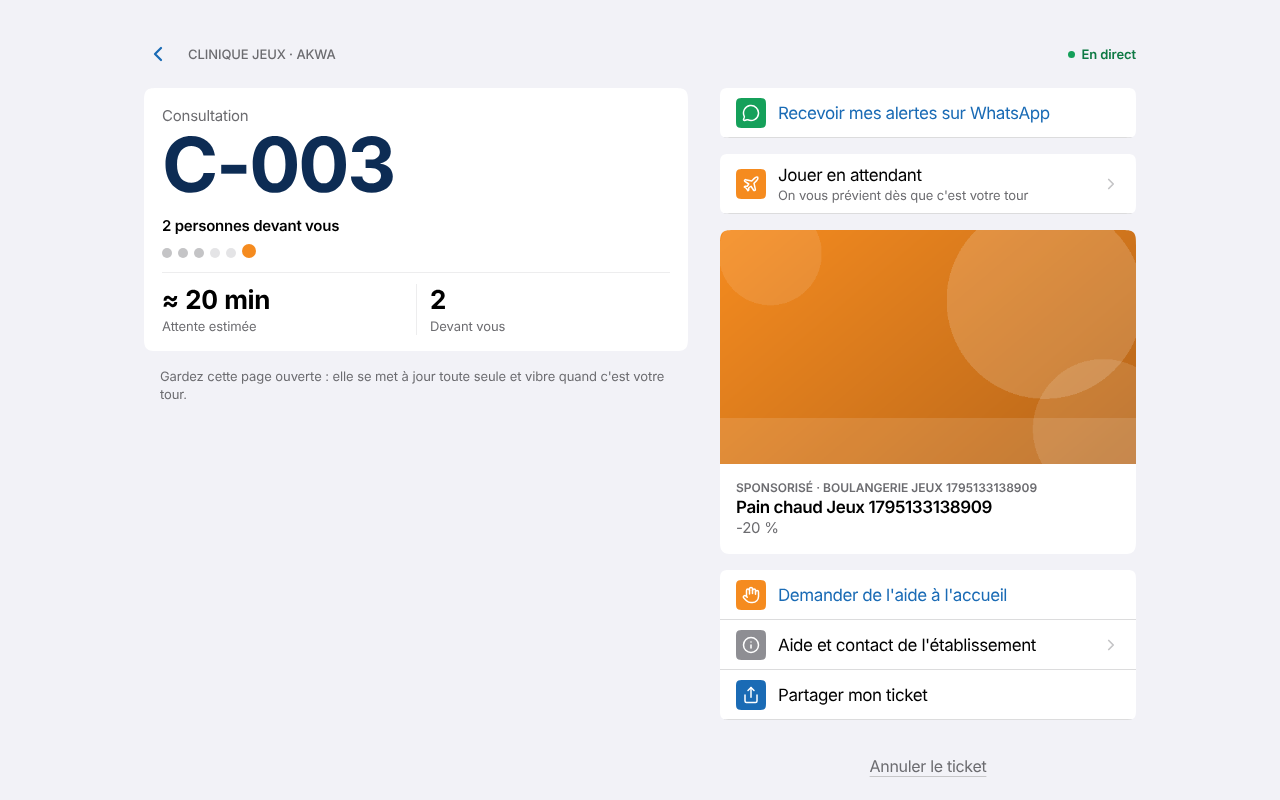 CLINIQUE JEUX · AKWA
En direct
Consultation
C-003
2 personnes devant vous
≈ 20 min
Attente estimée
2
Devant vous
Gardez cette page ouverte : elle se met à jour toute seule et vibre quand c'est votre
tour.
Recevoir mes alertes sur WhatsApp
Jouer en attendant
On vous prévient dès que c'est votre tour
SPONSORISÉ · BOULANGERIE JEUX 1795133138909
Pain chaud Jeux 1795133138909
-20 %
Demander de l'aide à l'accueil
Aide et contact de l'établissement
Partager mon ticket
Annuler le ticket